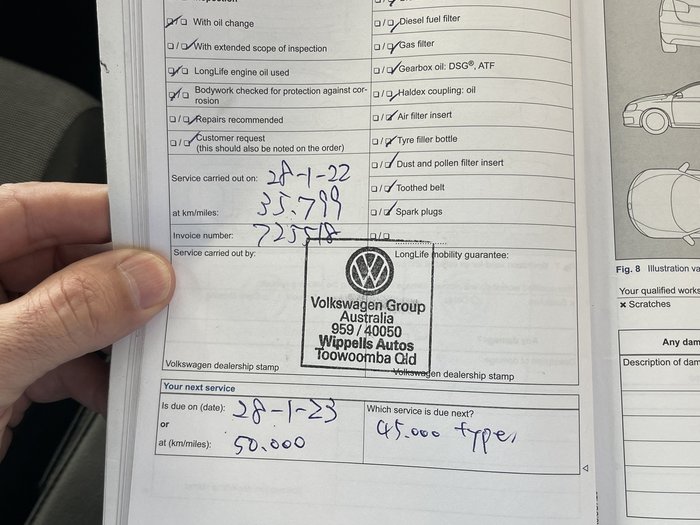 With oil change
☐/☐ Diesel fuel filter
☐/☐ With extended scope of inspection
☐/☐ Gas filter
☐/☐ LongLife engine oil used
☐/☐ Gearbox oil: DSG®, ATF
☐/☐ Bodywork checked for protection against cor-
rosion
☐/☐ Haldex coupling: oil
☐/☐ Repairs recommended
☐/☐ Air filter insert
☐/☐ Customer request
(this should also be noted on the order)
☐/☐ Tyre filler bottle
☐/☐ Dust and pollen filter insert
Service carried out on: 28-1-22
☐/☐ Toothed belt
at km/miles: 35.799
☐/☐ Spark plugs
Invoice number: 725518
☐/☐
Service carried out by:
LongLife mobility guarantee:
VW
Volkswagen Group
Australia
959 / 40050
Wippells Autos
Toowoomba Qld
Volkswagen dealership stamp
Volkswagen dealership stamp
Your next service
Is due on (date): 28-1-23
or
at (km/miles): 50.000
Which service is due next?
45.000 type,
Fig. 8 Illustration
Your qualified
× Scratches
Any
Description of